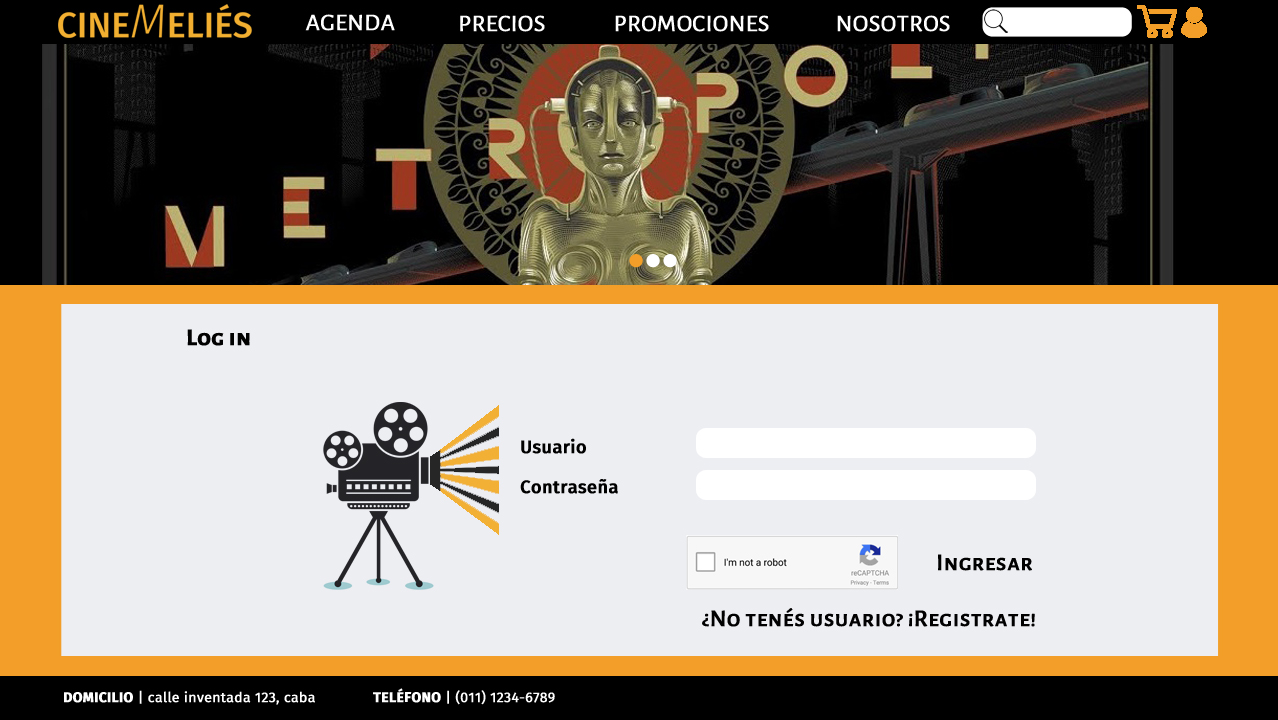 CINEMELIÉS
AGENDA
PRECIOS
PROMOCIONES
NOSOTROS
METROPOLI
LOG IN
Usuario
Contraseña
I'm not a robot
reCAPTCHA
Privacy - Terms
INGRESAR
¿NO TENÉS USUARIO? ¡REGISTRATE!
DOMICILIO | calle inventada 123, caba
TELÉFONO | (011) 1234-6789